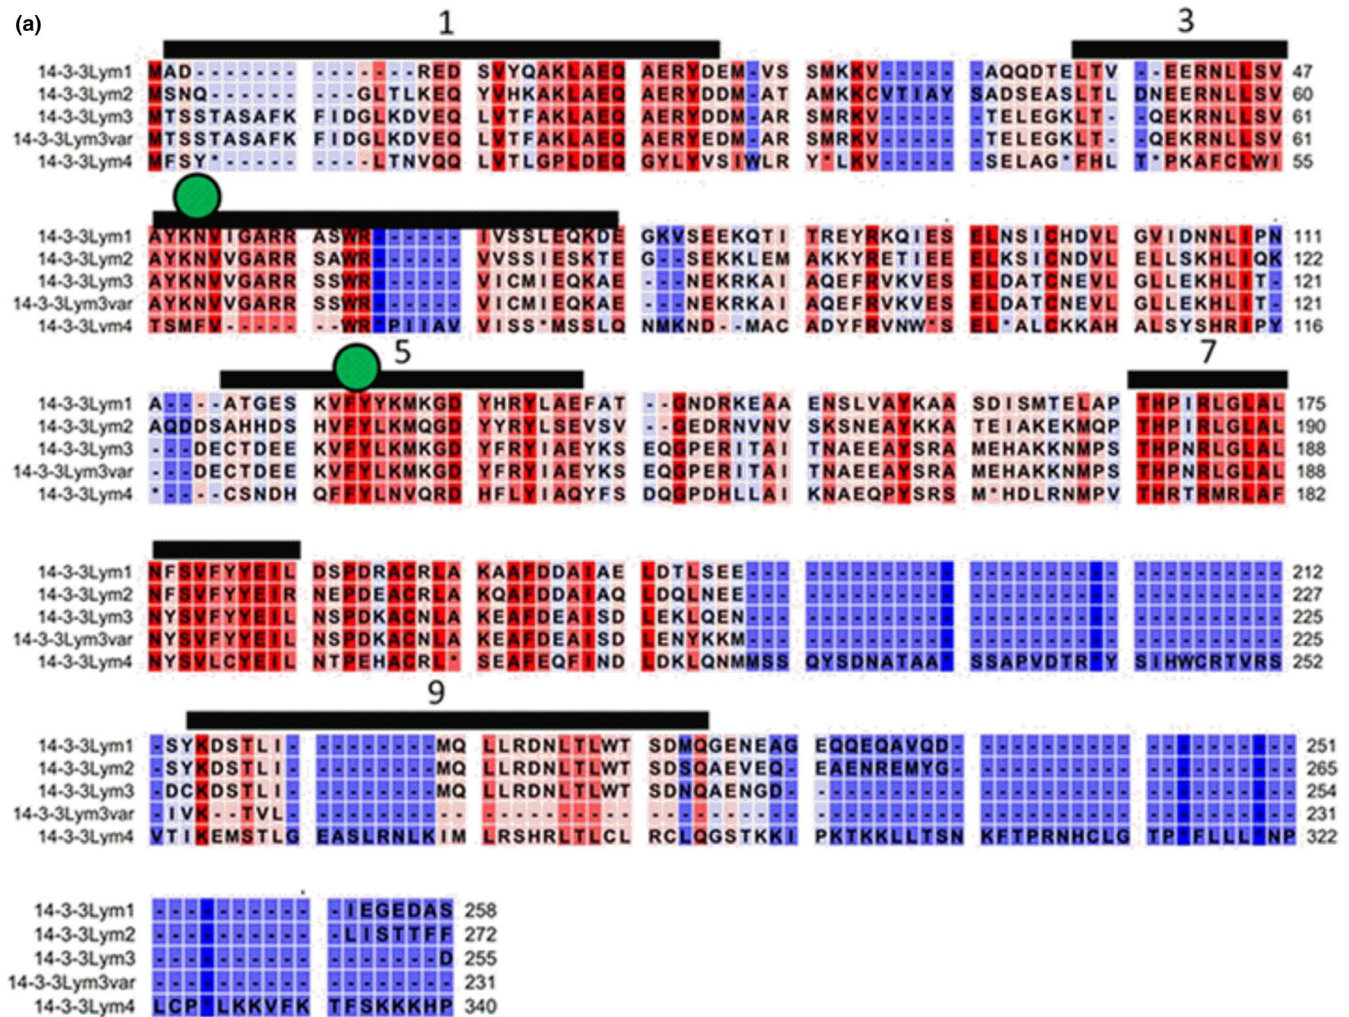 (a)
1 3
14-3-3Lym1 MAD------- ---------RED SVYQAKLAEQ AERYDEM-VS SMKKV----- -AQQDTELTV --EERNLLSV 47
14-3-3Lym2 MSNQ------ ---GLTLKEQ YVHKAKLAEQ AERYDDM-AT AMKKCVTIAY SADSEASLTL DNEERNLLSV 60
14-3-3Lym3 MTSSTASAFK FIDGLKDVEQ LVTFAKLAEQ AERYEDM-AR SMRKV----- -TELEGKLT- -QEKRNLLSV 61
14-3-3Lym3var MTSSTASAFK FIDGLKDVEQ LVTFAKLAEQ AERYEDM-AR SMRKV----- -TELEGKLT- -QEKRNLLSV 61
14-3-3Lym4 MFSY*----- ----LTNVQQ LVTLGPLDEQ GYLYVSIWLR Y*LKV----- -SELAG*FHL T*PKAFCLWI 55
14-3-3Lym1 AYKNVIGARR ASWR------ IVSSLEQKDE GKVSEEKQTI TREYRKQIES ELNSICHDVL GVIDNNLIPN 111
14-3-3Lym2 AYKNVVGARR SAWR------ VVSSIESKTE G--SEKKLEM AKKYRETIEE ELKSICNDVL ELLSKHLIQK 122
14-3-3Lym3 AYKNVVGARR SSWR------ VICMIEQKAE ---NEKRKAI AQEFRVKVES ELDATCNEVL GLLEKHLIT- 121
14-3-3Lym3var AYKNVVGARR SSWR------ VICMIEQKAE ---NEKRKAI AQEFRVKVES ELDATCNEVL GLLEKHLIT- 121
14-3-3Lym4 TSMFV----- --WR*PIIAV VISS*MSSLQ NMKND--MAC ADYFRVNW*S EL*ALCKKAH ALSYSHRIPY 116
5 7
14-3-3Lym1 A----ATGES KVFYYKMKGD YHRYLAEFAT --GNDRKEAA ENSLVAYKAA SDISMTELAP THPIRLGLAL 175
14-3-3Lym2 AQDDSAHHDS HVFYLKMQGD YYRYLSEVSV --GEDRNVNV SKSNEAYKKA TEIAKEKMQP THPIRLGLAL 190
14-3-3Lym3 ---DECTDEE KVFYLKMKGD YFRYIAEYKS EQGPERITAI TNAEEAYSRA MEHAKKNMPS THPNRLGLAL 188
14-3-3Lym3var ---DECTDEE KVFYLKMKGD YFRYIAEYKS EQGPERITAI TNAEEAYSRA MEHAKKNMPS THPNRLGLAL 188
14-3-3Lym4 *----CSNDH QFFYLNVQRD HFLYIAQYFS DQGPDHLLAI KNAEQPYSRS M*HDLRNMPV THRTRMRLAF 182
14-3-3Lym1 NFSVFYYEIL DSPDRACRLA KAAFDDAIAE LDTLSEE--- ---------- ---------- ---------- 212
14-3-3Lym2 NFSVFYYEIR NEPDEACRLA KQAFDDAIAQ LDQLNEE--- ---------- ---------- ---------- 227
14-3-3Lym3 NYSVFYYEIL NSPDKACNLA KEAFDEAISD LEKLQEN--- ---------- ---------- ---------- 225
14-3-3Lym3var NYSVFYYEIL NSPDKACNLA KEAFDEAISD LENYKKM--- ---------- ---------- ---------- 225
14-3-3Lym4 NYSVLCYEIL NTPEHACRL* SEAFEQFIND LDKLQNMMSS QYSDNATAA* SSAPVDTR*Y SIHWCRTVRS 252
9
14-3-3Lym1 -SYKDSTLI- --------MQ LLRDNLTLWT SDMQGENEAG EQQEQAVQD- ---------- ---------- 251
14-3-3Lym2 -SYKDSTLI- --------MQ LLRDNLTLWT SDSQAEVEQ- EAENREMYG- ---------- ---------- 265
14-3-3Lym3 -DCKDSTLI- --------MQ LLRDNLTLWT SDNQAENGD- ---------- ---------- ---------- 254
14-3-3Lym3var -IVK--TVL- ---------- ---------- ---------- ---------- ---------- ---------- 231
14-3-3Lym4 VTIKEMSTLG EASLRNLKIM LRSHRLTLCL RCLQGSTKKI PKTKKLLTSN KFTPRNHCLG TP*FLLL*NP 322
14-3-3Lym1 ---------- -IEGEDAS 258
14-3-3Lym2 ---------- -LISTTFF 272
14-3-3Lym3 ---------- -------D 255
14-3-3Lym3var ---------- -------- 231
14-3-3Lym4 LCP*LKKVFK TFSKKKHP 340